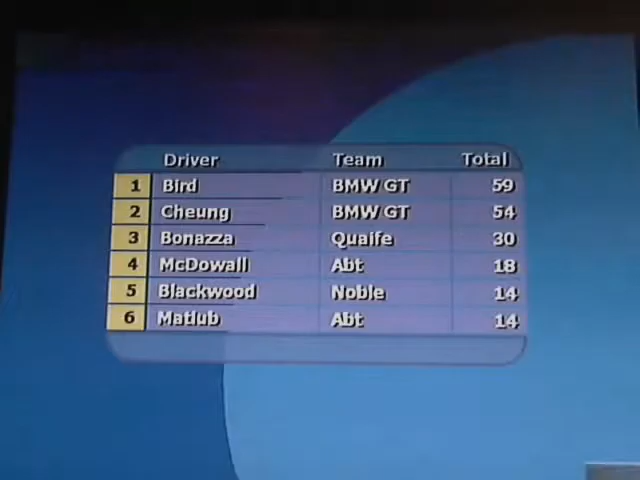 Driver Team Total
1 Bird BMW GT 59
2 Cheung BMW GT 54
3 Bonazza Quaife 30
4 McDowall Abt 18
5 Blackwood Noble 14
6 Matlub Abt 14